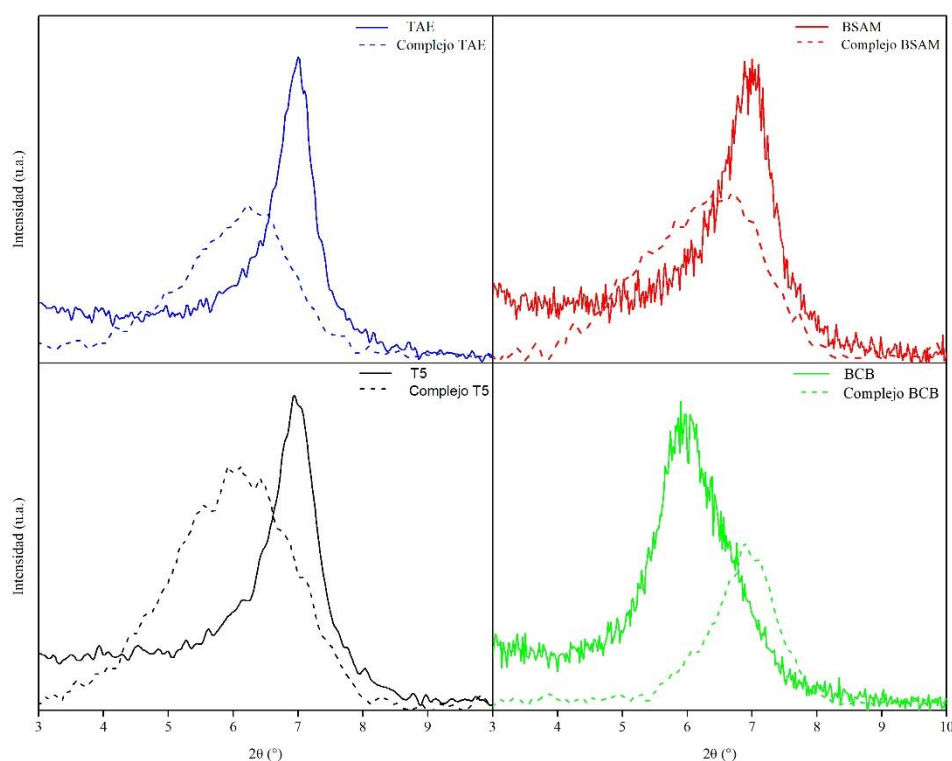 TAE
Complejo TAE
BSAM
Complejo BSAM
Intensidad (u.a.)
T5
Complejo T5
BCB
Complejo BCB
Intensidad (u.a.)
3 4 5 6 7 8 9 3 4 5 6 7 8 9 10
2θ (°) 2θ (°)